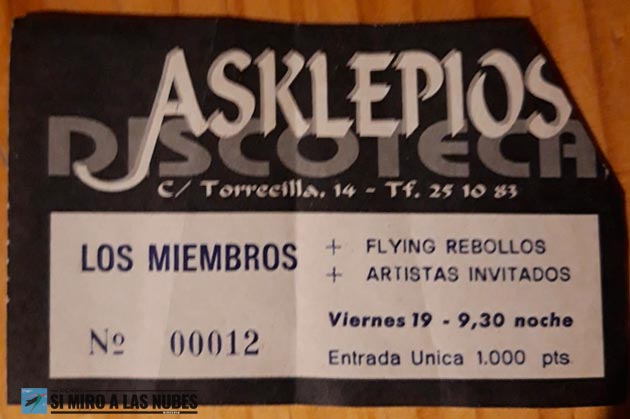 ASKLEPIOS
DISCOTECA
C/ Torrecilla, 14 - Tf. 25 10 83
LOS MIEMBROS
+ FLYING REBOLLOS
+ ARTISTAS INVITADOS
Nº 00012
Viernes 19 - 9,30 noche
Entrada Unica 1.000 pts.
SI MIRO A LAS NUBES